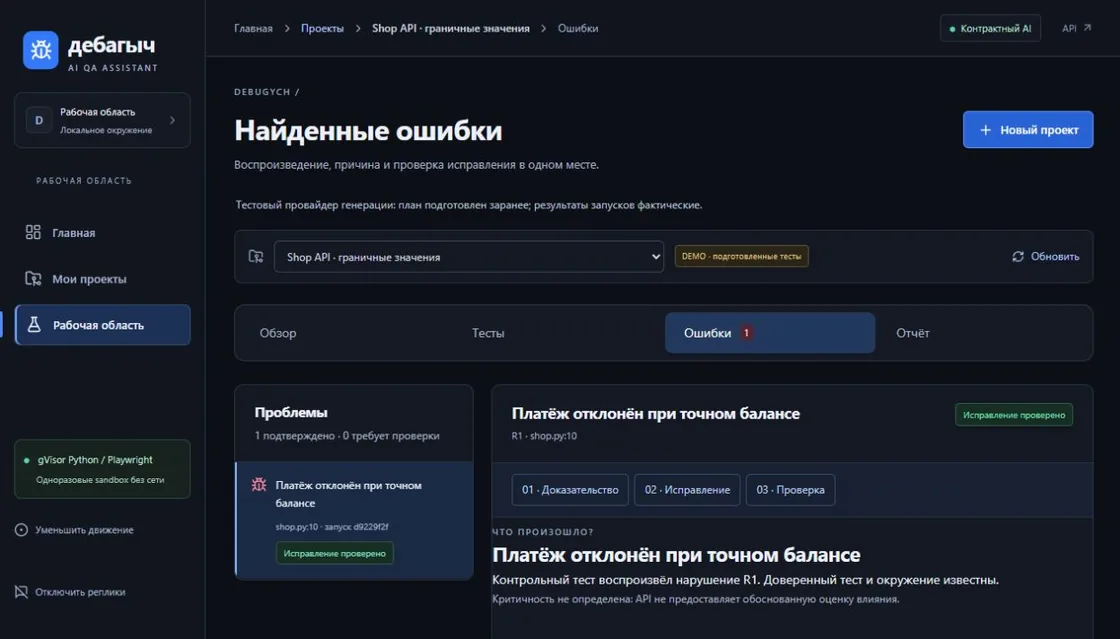 дебагыч
AI QA ASSISTANT
D
Рабочая область
Локальное окружение
РАБОЧАЯ ОБЛАСТЬ
Главная
Мои проекты
Рабочая область
gVisor Python / Playwright
Одноразовые sandbox без сети
Уменьшить движение
Отключить реплики
Главная > Проекты > Shop API · граничные значения > Ошибки
Контрактный AI
API ↗
DEBUGYCH /
Найденные ошибки
Воспроизведение, причина и проверка исправления в одном месте.
+ Новый проект
Тестовый провайдер генерации: план подготовлен заранее; результаты запусков фактические.
Shop API · граничные значения
DEMO · подготовленные тесты
Обновить
Обзор
Тесты
Ошибки 1
Отчёт
Проблемы
1 подтверждено · 0 требует проверки
Платёж отклонён при точном
балансе
shop.py:10 · запуск d9229f2f
Исправление проверено
Платёж отклонён при точном балансе
R1 · shop.py:10
Исправление проверено
01 · Доказательство
02 · Исправление
03 · Проверка
ЧТО ПРОИЗОШЛО?
Платёж отклонён при точном балансе
Контрольный тест воспроизвёл нарушение R1. Доверенный тест и окружение известны.
Критичность не определена: API не предоставляет обоснованную оценку влияния.